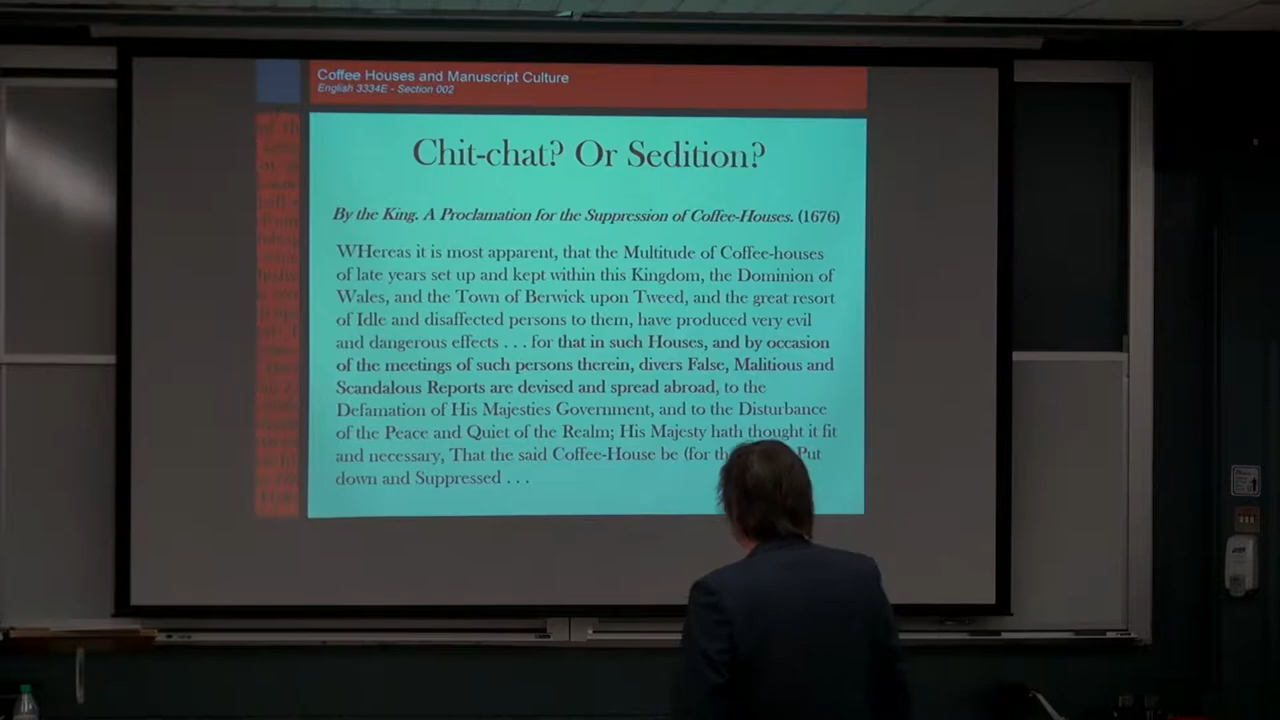 Coffee Houses and Manuscript Culture
English 3334E - Section 002
Chit-chat? Or Sedition?
By the King. A Proclamation for the Suppression of Coffee-Houses. (1676)
WHereas it is most apparent, that the Multitude of Coffee-houses
of late years set up and kept within this Kingdom, the Dominion of
Wales, and the Town of Berwick upon Tweed, and the great resort
of Idle and disaffected persons to them, have produced very evil
and dangerous effects . . . for that in such Houses, and by occasion
of the meetings of such persons therein, divers False, Malitious and
Scandalous Reports are devised and spread abroad, to the
Defamation of His Majesties Government, and to the Disturbance
of the Peace and Quiet of the Realm; His Majesty hath thought it fit
and necessary, That the said Coffee-House be (for Put
down and Suppressed . . .